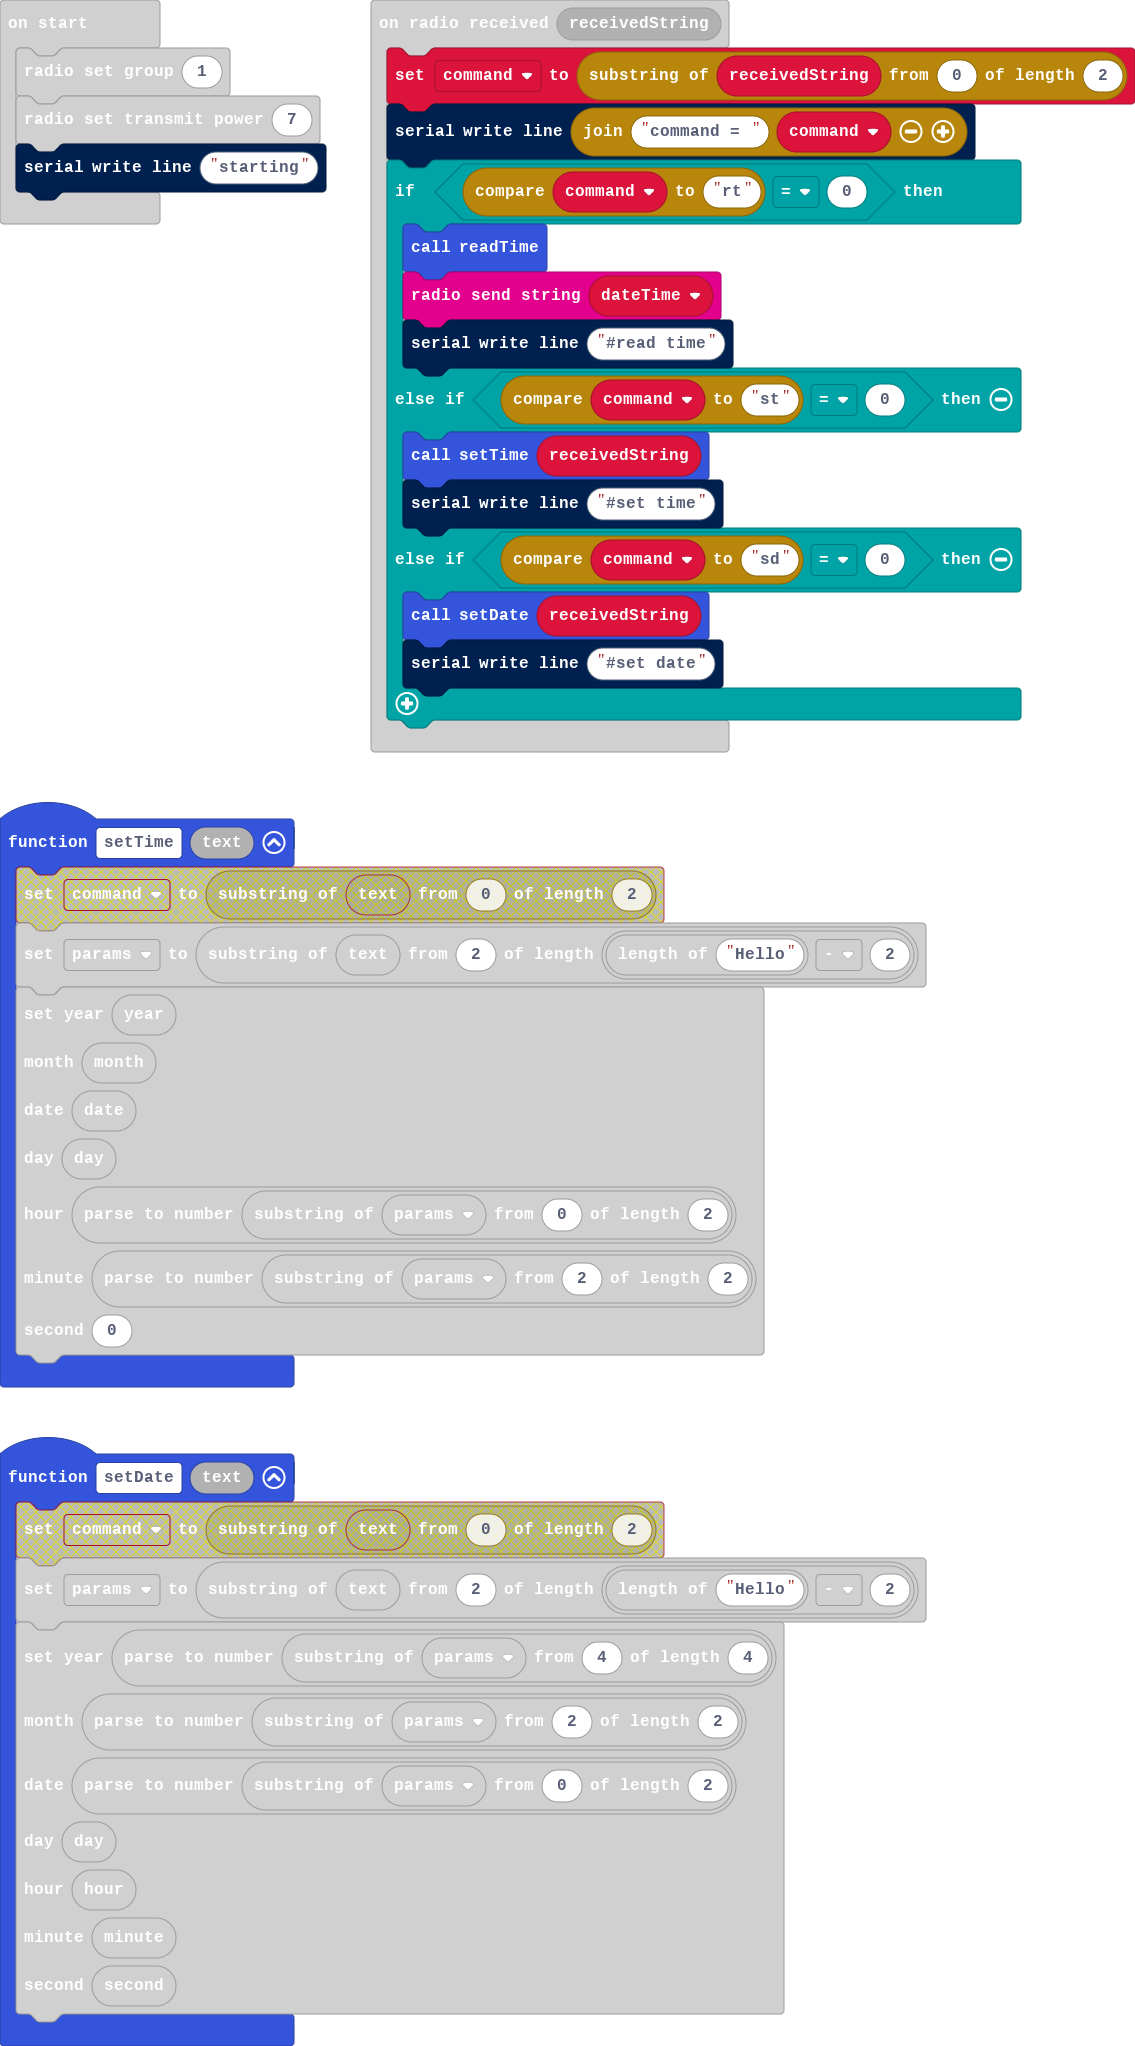 on start
radio set group 1
radio set transmit power 7
serial write line "starting"
on radio received receivedString
set command to substring of receivedString from 0 of length 2
serial write line join "command = " command
if compare command to "rt" = 0 then
call readTime
radio send string dateTime
serial write line "#read time"
else if compare command to "st" = 0 then
call setTime receivedString
serial write line "#set time"
else if compare command to "sd" = 0 then
call setDate receivedString
serial write line "#set date"
function setTime text
set command to substring of text from 0 of length 2
set params to substring of text from 2 of length length of "Hello" - 2
set year year
month month
date date
day day
hour parse to number substring of params from 0 of length 2
minute parse to number substring of params from 2 of length 2
second 0
function setDate text
set command to substring of text from 0 of length 2
set params to substring of text from 2 of length length of "Hello" - 2
set year parse to number substring of params from 4 of length 4
month parse to number substring of params from 2 of length 2
date parse to number substring of params from 0 of length 2
day day
hour hour
minute minute
second second